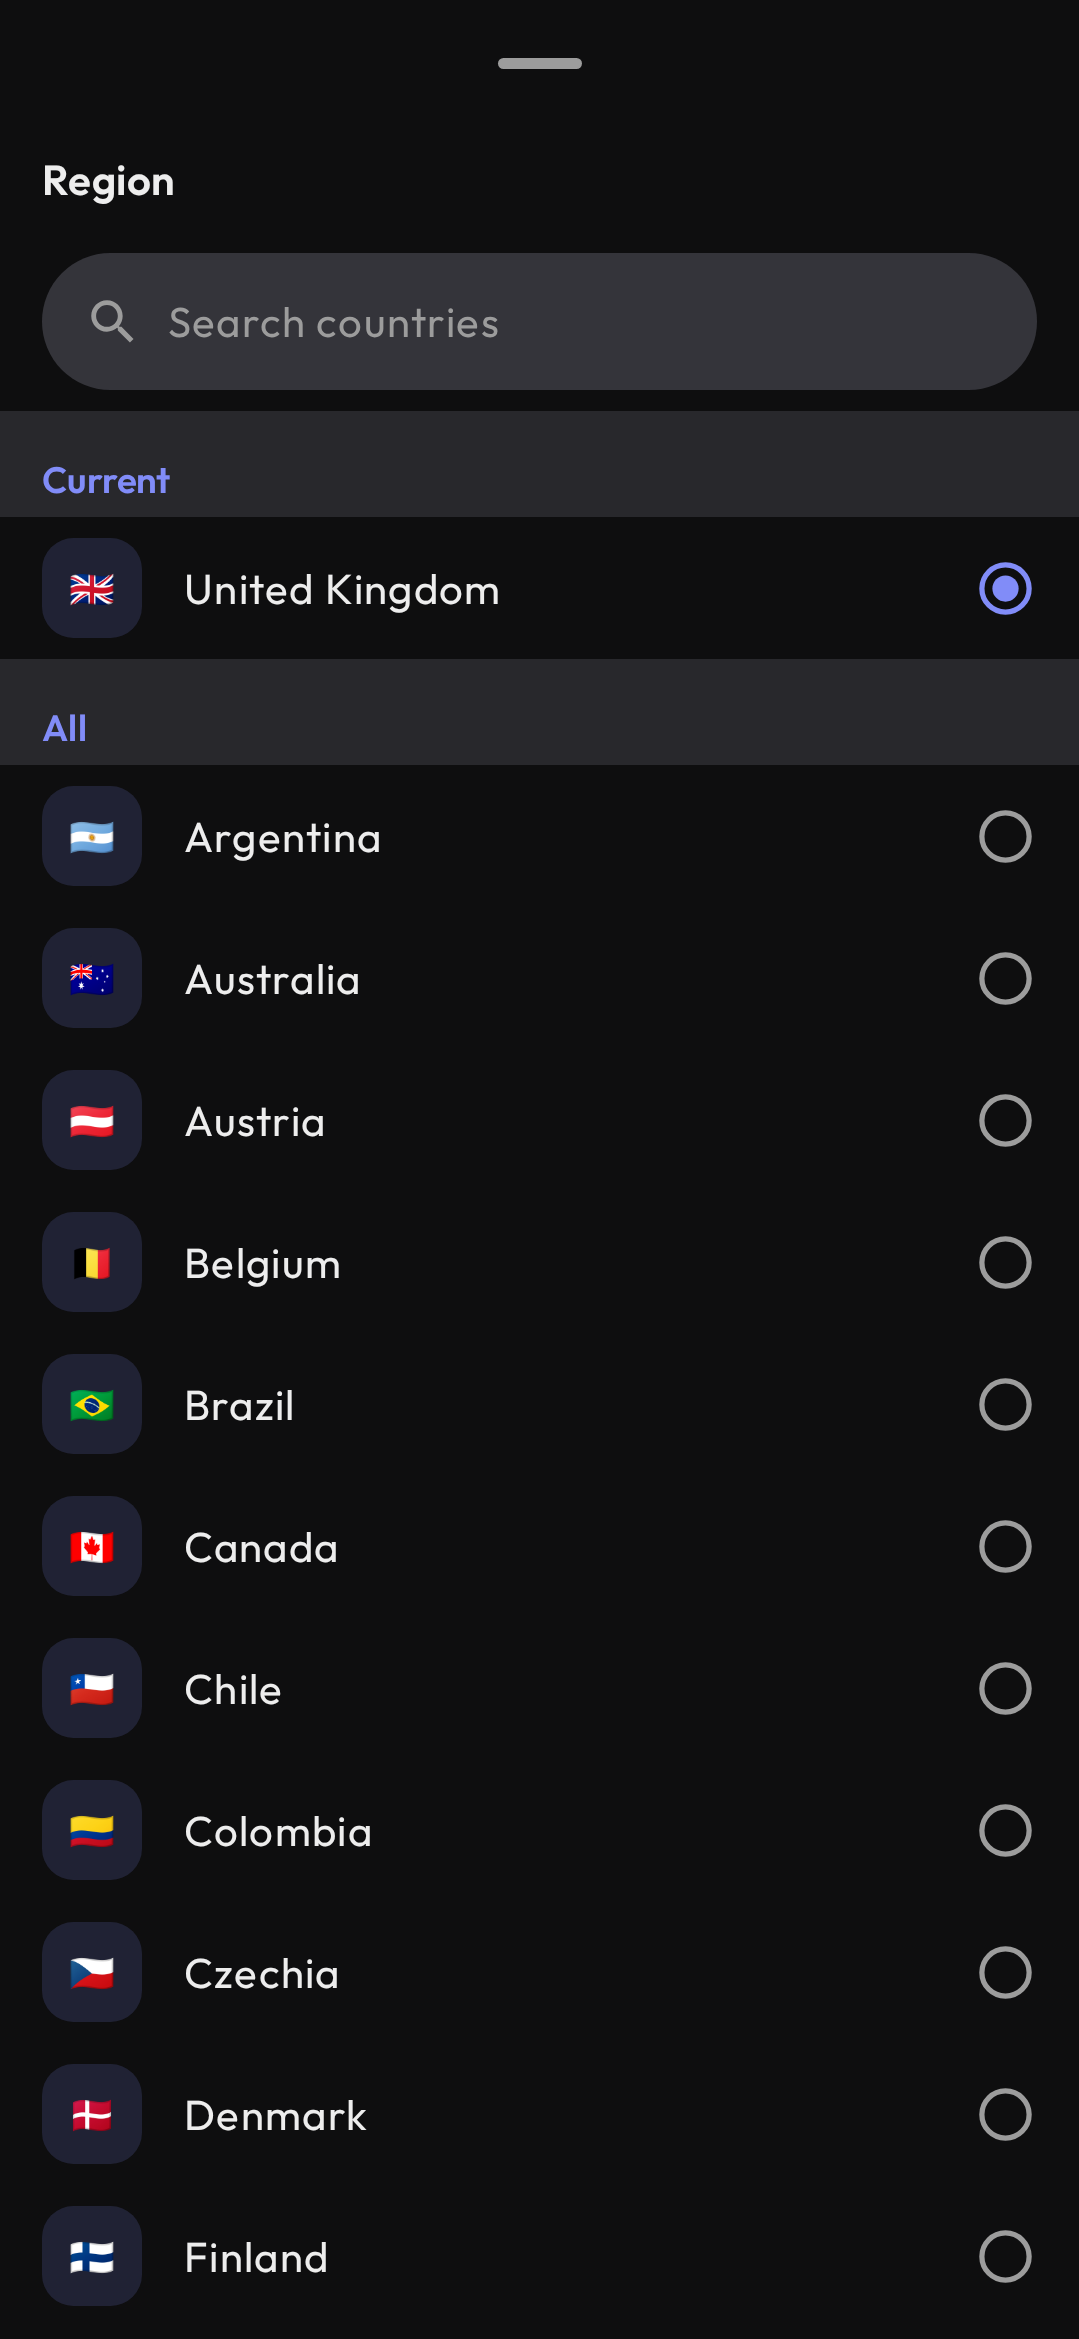 Region
Search countries
Current
United Kingdom
All
Argentina
Australia
Austria
Belgium
Brazil
Canada
Chile
Colombia
Czechia
Denmark
Finland